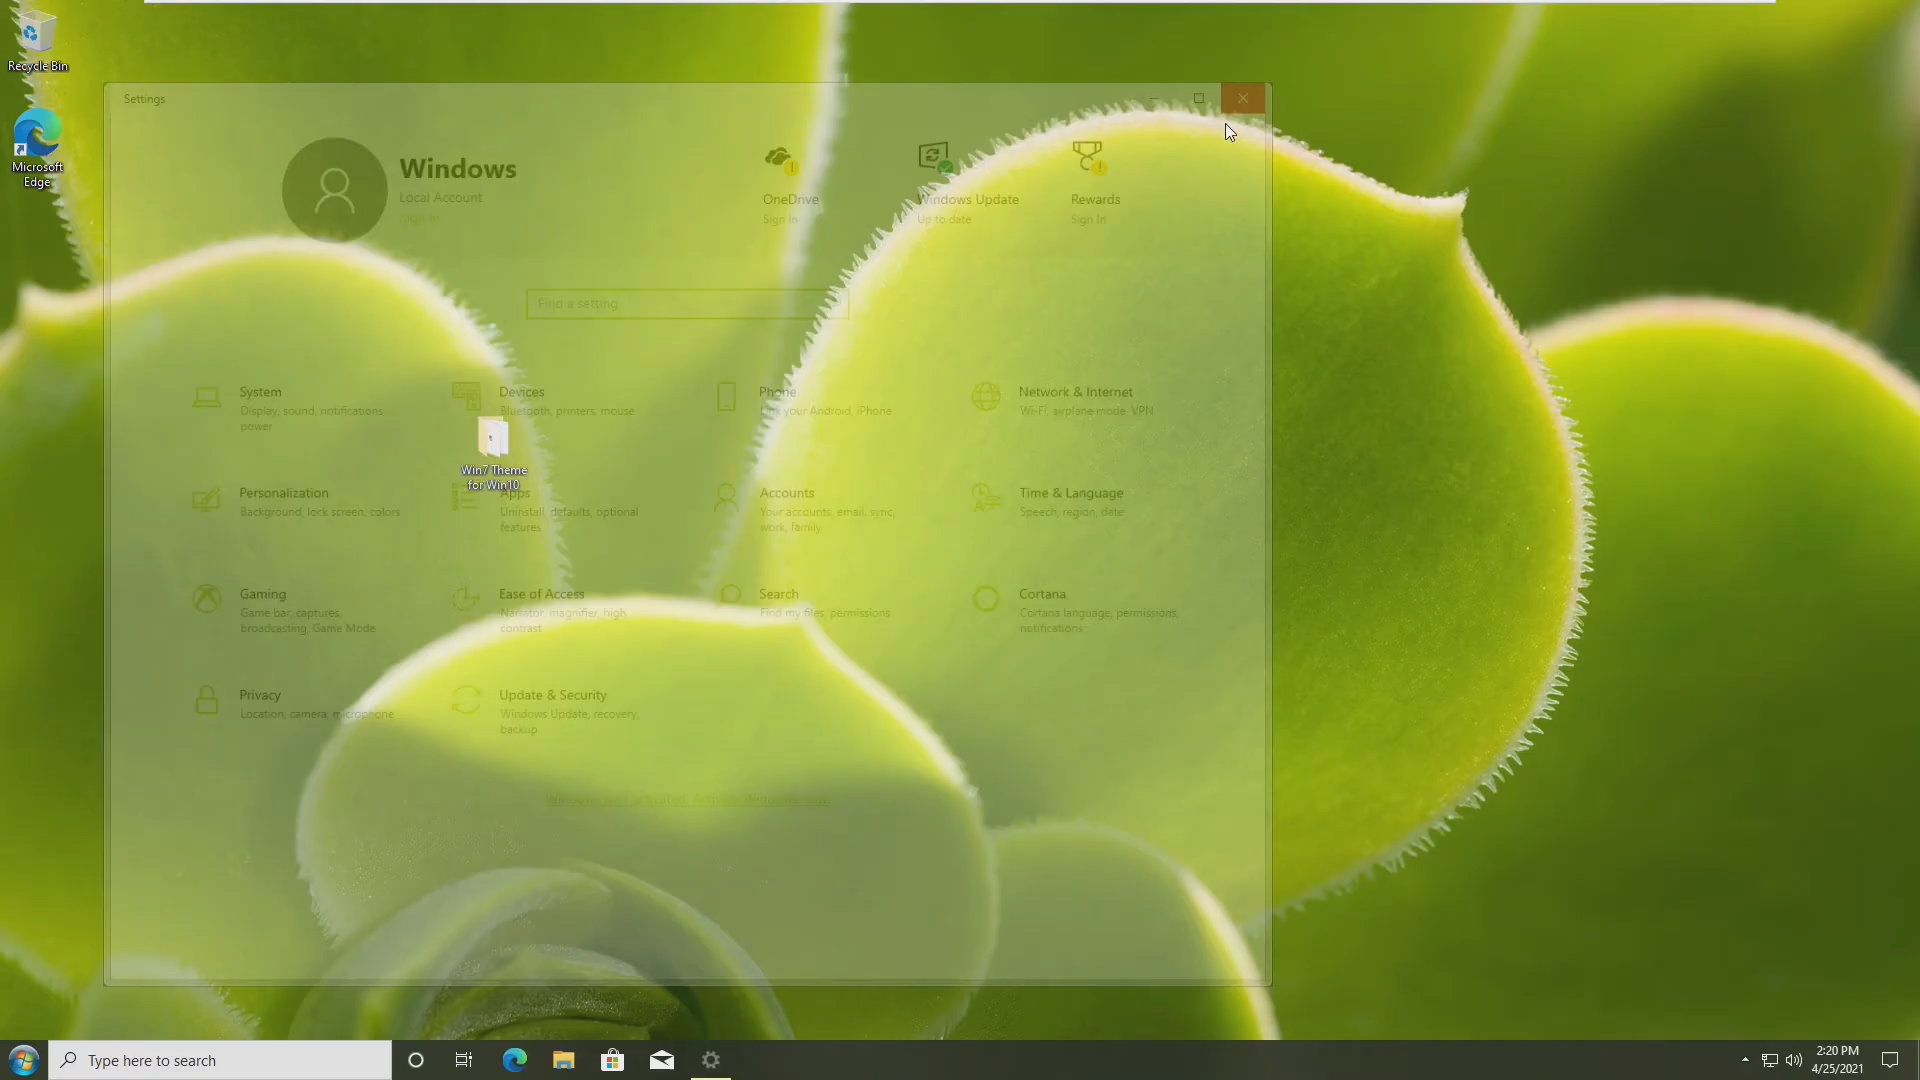 Recycle Bin
Microsoft
Edge
Settings
Windows
Local Account
Sign in
OneDrive
Sign in
Windows Update
Up to date
Rewards
Sign In
Find a setting
System
Display, sound, notifications
power
Devices
Bluetooth, printers, mouse
Phone
Link your Android, iPhone
Network & Internet
Wi-Fi, airplane mode, VPN
Win7 Theme
for Win10
Personalization
Background, lock screen, colors
Apps
Uninstall, defaults, optional
features
Accounts
Your accounts, email, sync,
work, family
Time & Language
Speech, region, date
Gaming
Game bar, captures,
broadcasting, Game Mode
Ease of Access
Narrator, magnifier, high
contrast
Search
Find my files, permissions
Cortana
Cortana language, permissions,
notifications
Privacy
Location, camera, microphone
Update & Security
Windows Update, recovery,
backup
Windows isn't activated. Activate Windows now.
Type here to search
2:20 PM
4/25/2021